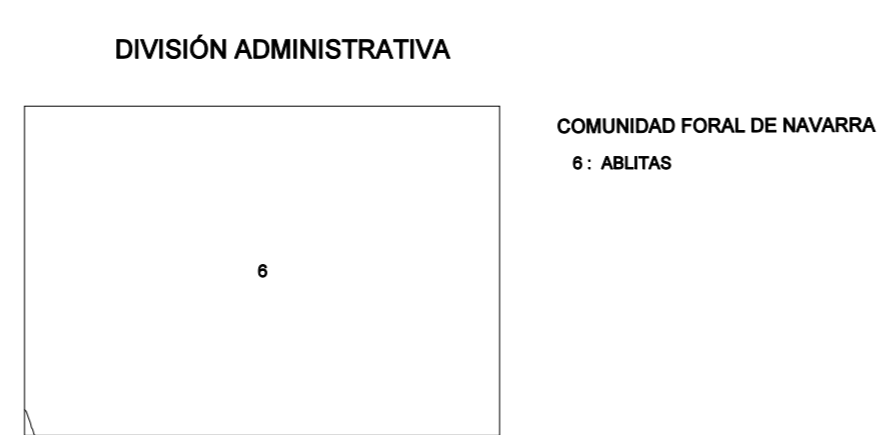 DIVISIÓN ADMINISTRATIVA
COMUNIDAD FORAL DE NAVARRA
6 : ABLITAS
6